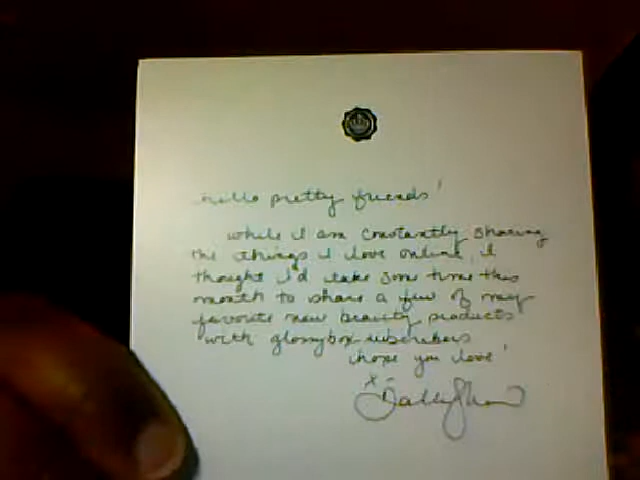 hello pretty friends!
while i am constantly sharing
the things i love online, i
thought i'd take some time this
month to share a few of my
favorite new beauty products
with glossybox subscribers
hope you love!
x